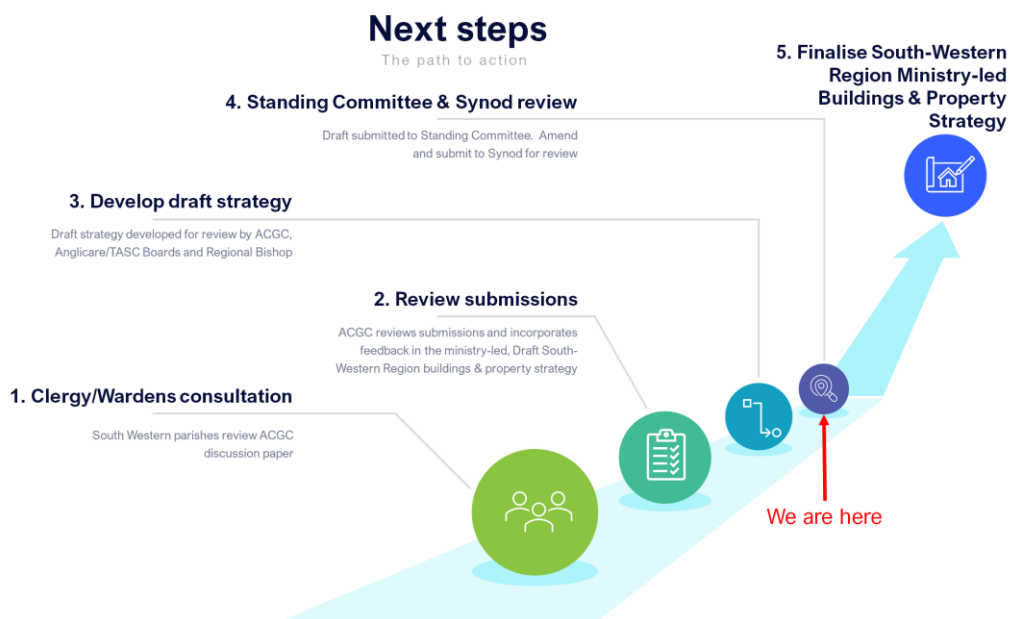 Next steps
The path to action
5. Finalise South-Western
Region Ministry-led
Buildings & Property
Strategy
4. Standing Committee & Synod review
Draft submitted to Standing Committee. Amend
and submit to Synod for review
3. Develop draft strategy
Draft strategy developed for review by ACGC,
Anglicare/TASC Boards and Regional Bishop
2. Review submissions
ACGC reviews submissions and incorporates
feedback in the ministry-led, Draft South-
Western Region buildings & property strategy
1. Clergy/Wardens consultation
South Western parishes review ACGC
discussion paper
We are here